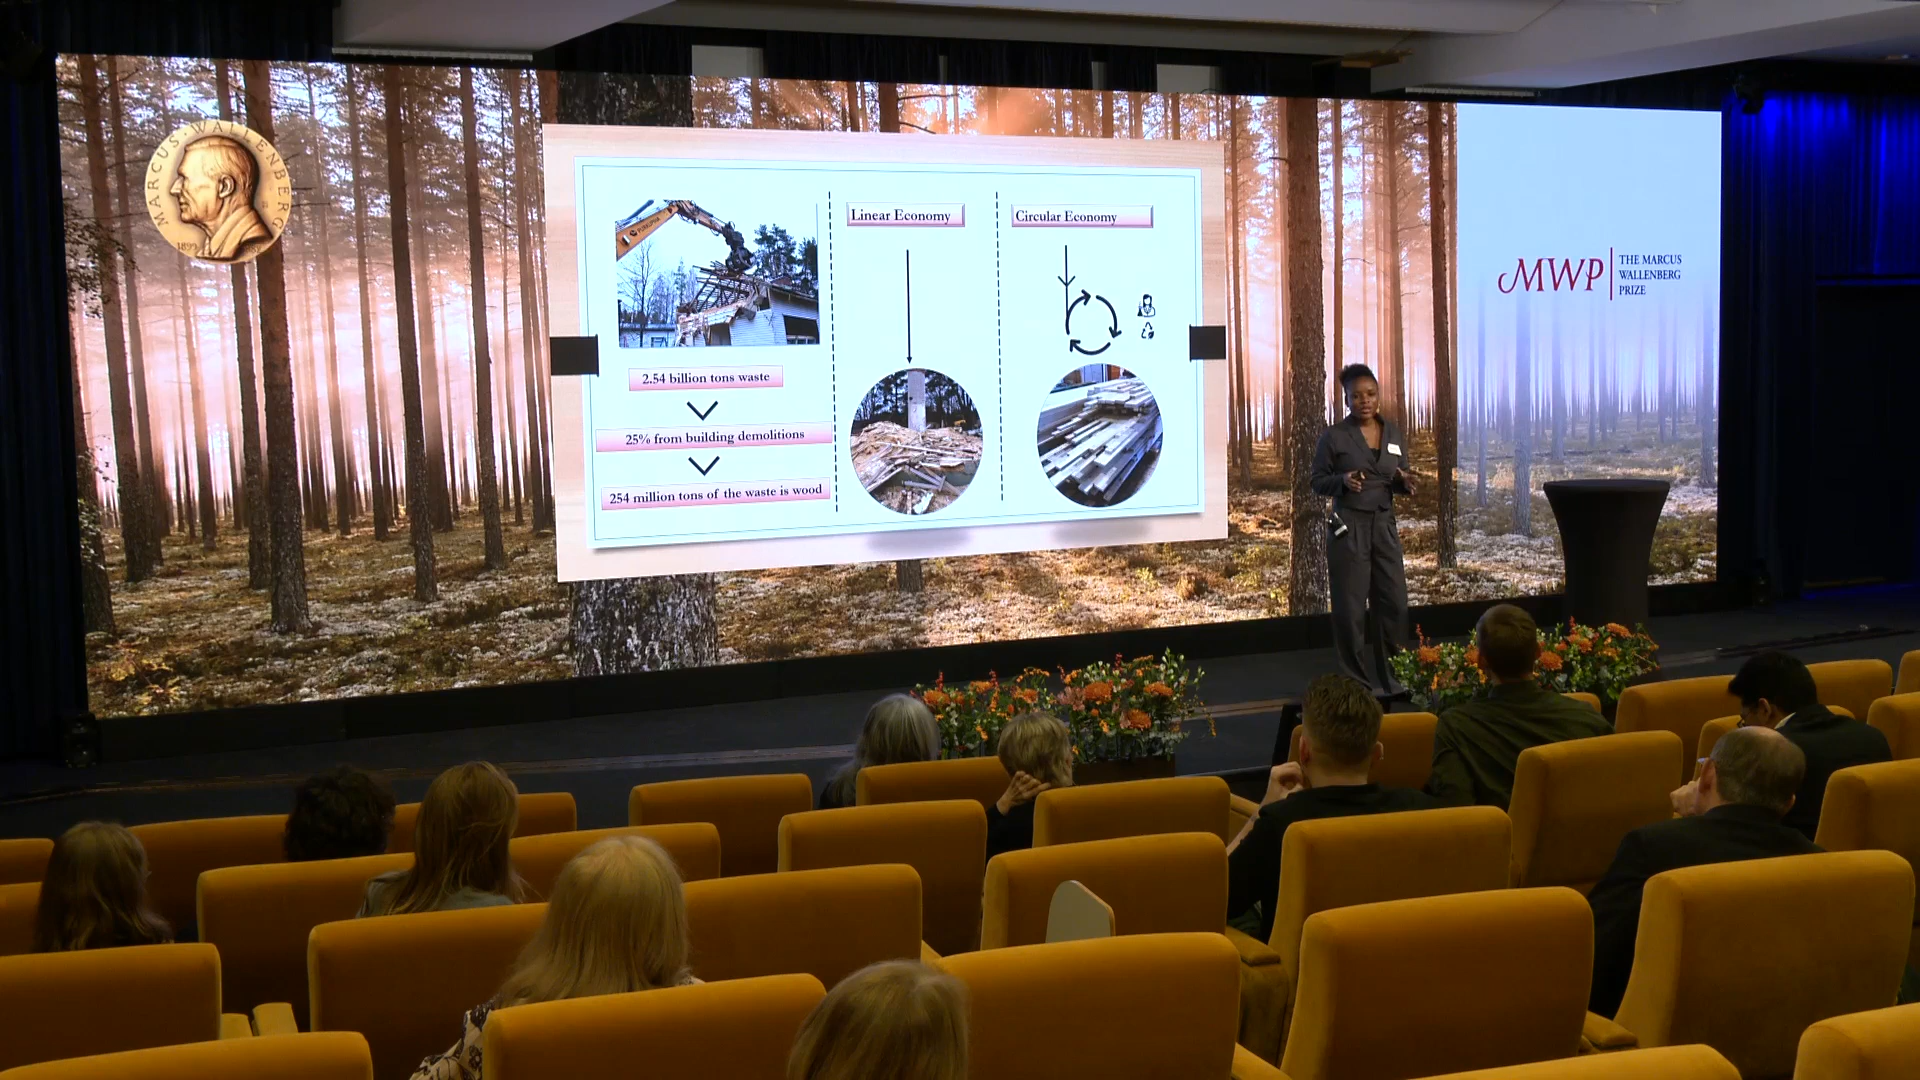 MARCUS WALLENBERG
1899
2.54 billion tons waste
25% from building demolitions
254 million tons of the waste is wood
Linear Economy
Circular Economy
MWP
THE MARCUS
WALLENBERG
PRIZE